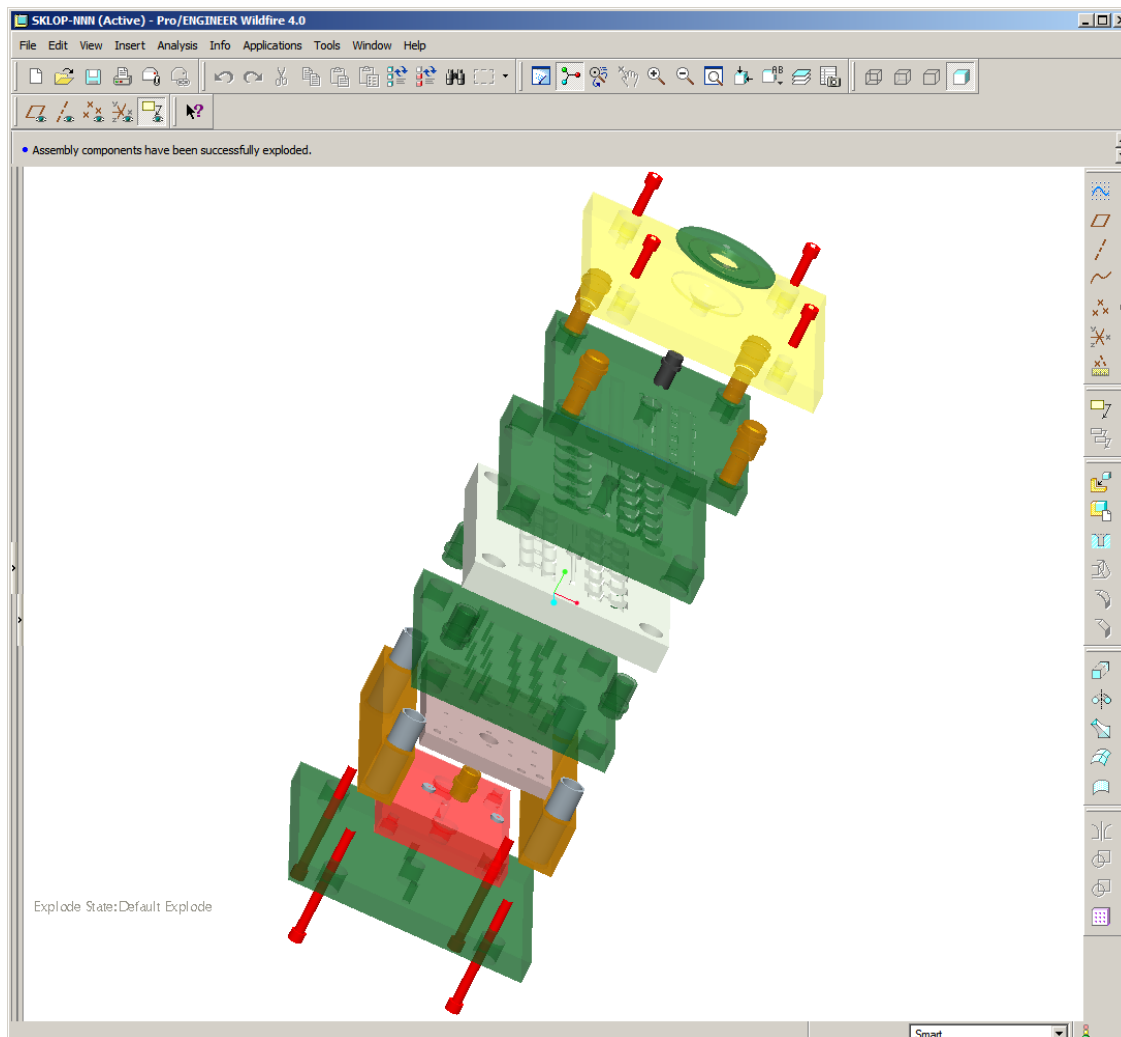 SKLOP-NNN (Active) - Pro/ENGINEER Wildfire 4.0
File Edit View Insert Analysis Info Applications Tools Window Help
• Assembly components have been successfully exploded.
Explode State:Default Explode
Smart